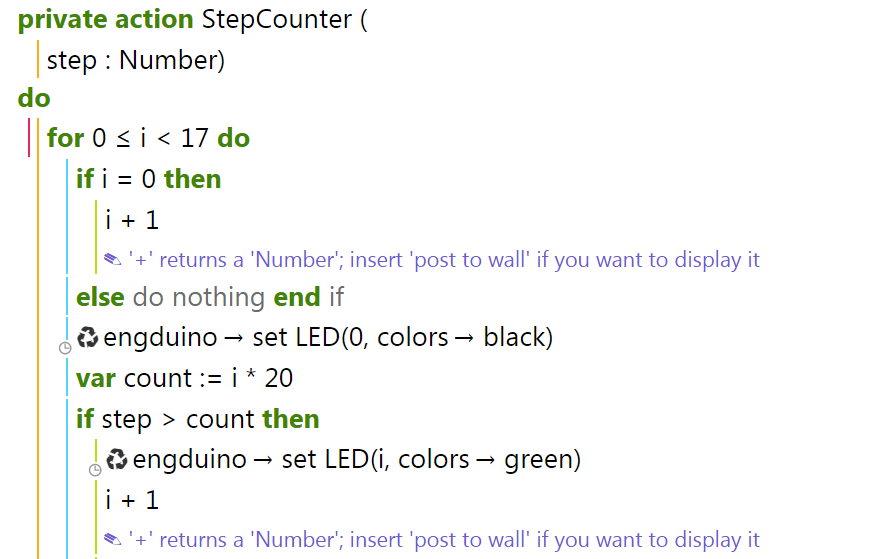 private action StepCounter (
step : Number)
do
for 0 ≤ i < 17 do
if i = 0 then
i + 1
'+' returns a 'Number'; insert 'post to wall' if you want to display it
else do nothing end if
engduino → set LED(0, colors → black)
var count := i * 20
if step > count then
engduino → set LED(i, colors → green)
i + 1
'+' returns a 'Number'; insert 'post to wall' if you want to display it